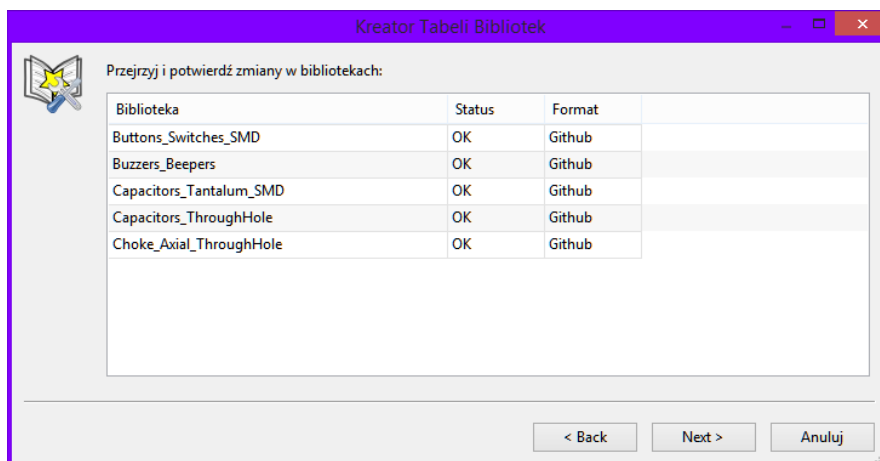 Kreator Tabeli Bibliotek
Przejrzyj i potwierdź zmiany w bibliotekach:
Biblioteka Status Format
Buttons_Switches_SMD OK Github
Buzzers_Beepers OK Github
Capacitors_Tantalum_SMD OK Github
Capacitors_ThroughHole OK Github
Choke_Axial_ThroughHole OK Github
< Back Next > Anuluj